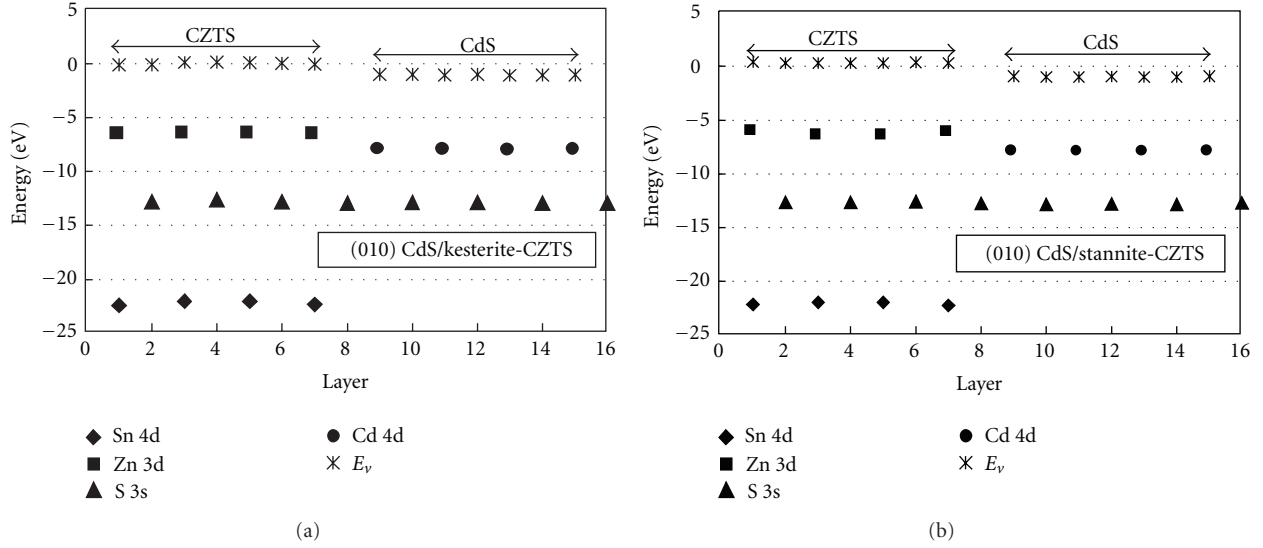 5
0
−5
−10
−15
−20
−25
Energy (eV)
CZTS
CdS
(010) CdS/kesterite-CZTS
0 2 4 6 8 10 12 14 16
Layer
Sn 4d
Zn 3d
S 3s
Cd 4d
Eν
(a)
5
0
−5
−10
−15
−20
−25
Energy (eV)
CZTS
CdS
(010) CdS/stannite-CZTS
0 2 4 6 8 10 12 14 16
Layer
Sn 4d
Zn 3d
S 3s
Cd 4d
Eν
(b)